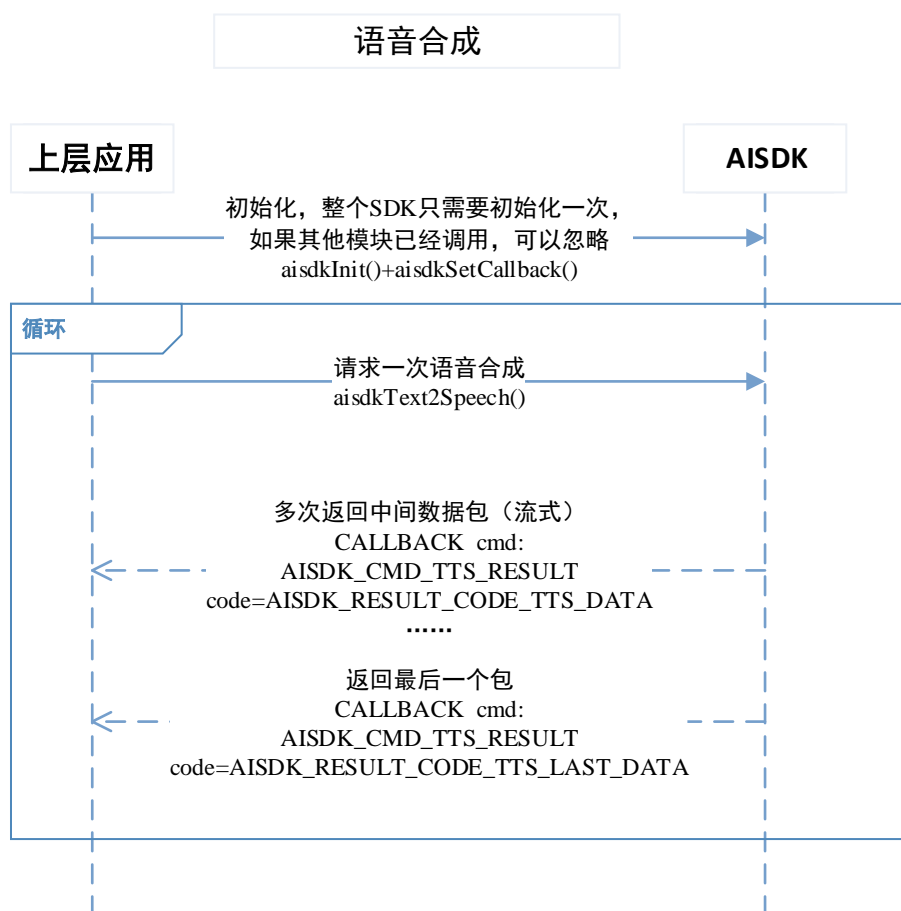 语音合成
上层应用
AISDK
初始化，整个SDK只需要初始化一次，
如果其他模块已经调用，可以忽略
aisdkInit()+aisdkSetCallback()
循环
请求一次语音合成
aisdkText2Speech()
多次返回中间数据包（流式）
CALLBACK cmd:
AISDK_CMD_TTS_RESULT
code=AISDK_RESULT_CODE_TTS_DATA
……
返回最后一个包
CALLBACK cmd:
AISDK_CMD_TTS_RESULT
code=AISDK_RESULT_CODE_TTS_LAST_DATA